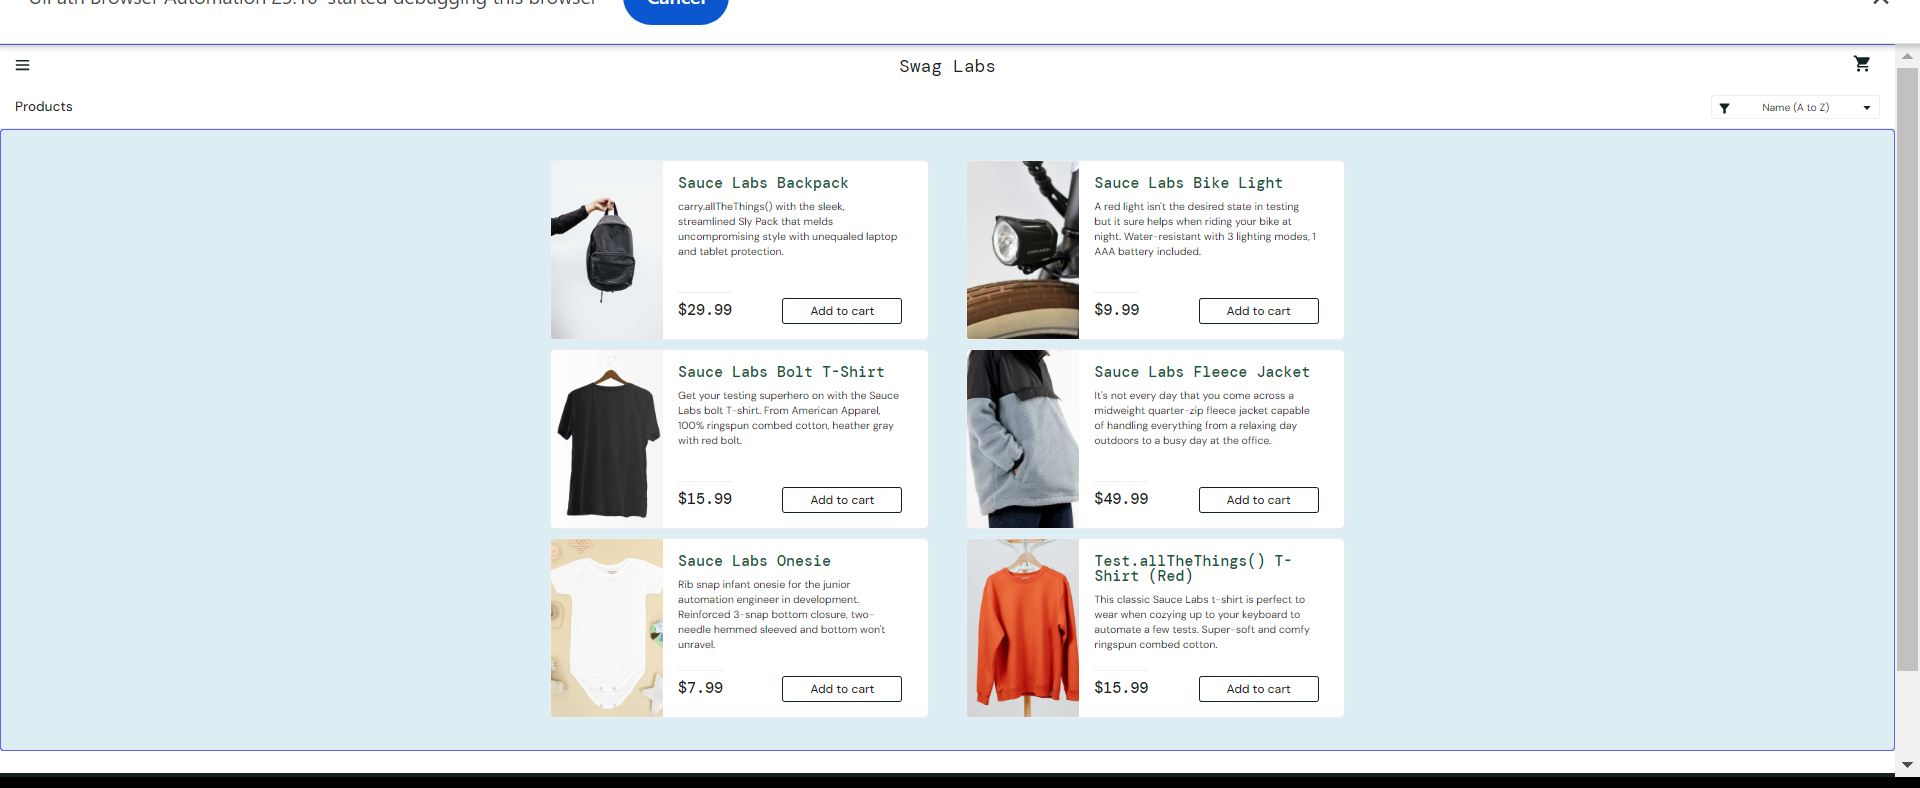 UiPath Browser Automation 25.10" started debugging this browser
Cancel
Swag Labs
Products
Name (A to Z)
Sauce Labs Backpack
carry.allTheThings() with the sleek,
streamlined Sly Pack that melds
uncompromising style with unequaled laptop
and tablet protection.
$29.99
Add to cart
Sauce Labs Bike Light
A red light isn't the desired state in testing
but it sure helps when riding your bike at
night. Water-resistant with 3 lighting modes, 1
AAA battery included.
$9.99
Add to cart
Sauce Labs Bolt T-Shirt
Get your testing superhero on with the Sauce
Labs bolt T-shirt. From American Apparel,
100% ringspun combed cotton, heather gray
with red bolt.
$15.99
Add to cart
Sauce Labs Fleece Jacket
It's not every day that you come across a
midweight quarter-zip fleece jacket capable
of handling everything from a relaxing day
outdoors to a busy day at the office.
$49.99
Add to cart
Sauce Labs Onesie
Rib snap infant onesie for the junior
automation engineer in development.
Reinforced 3-snap bottom closure, two-
needle hemmed sleeved and bottom won't
unravel.
$7.99
Add to cart
Test.allTheThings() T-
Shirt (Red)
This classic Sauce Labs t-shirt is perfect to
wear when cozying up to your keyboard to
automate a few tests. Super-soft and comfy
ringspun combed cotton.
$15.99
Add to cart